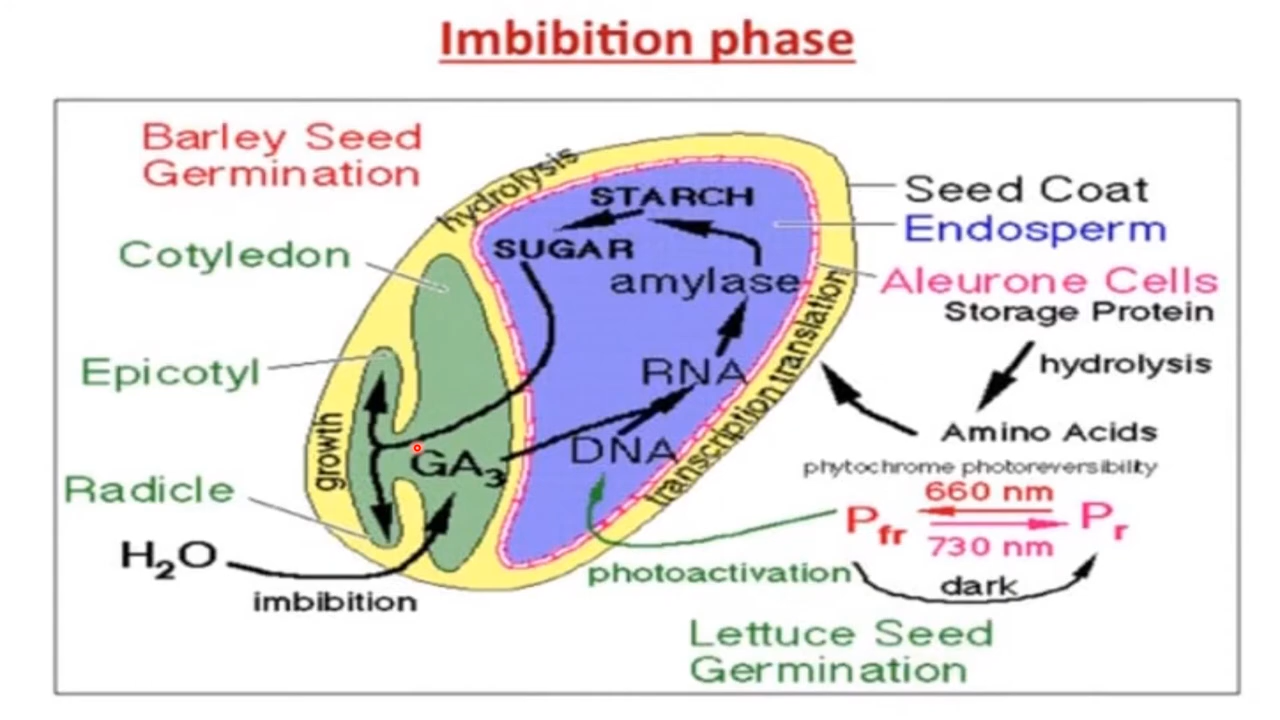 Imbibition phase
Barley Seed
Germination
hydrolysis
STARCH
SUGAR
amylase
RNA
DNA
transcription translation
Seed Coat
Endosperm
Aleurone Cells
Storage Protein
hydrolysis
Amino Acids
phytochrome photoreversibility
660 nm
Pfr
Pr
730 nm
dark
photoactivation
Lettuce Seed
Germination
Cotyledon
Epicotyl
growth
GA3
Radicle
H2O
imbibition